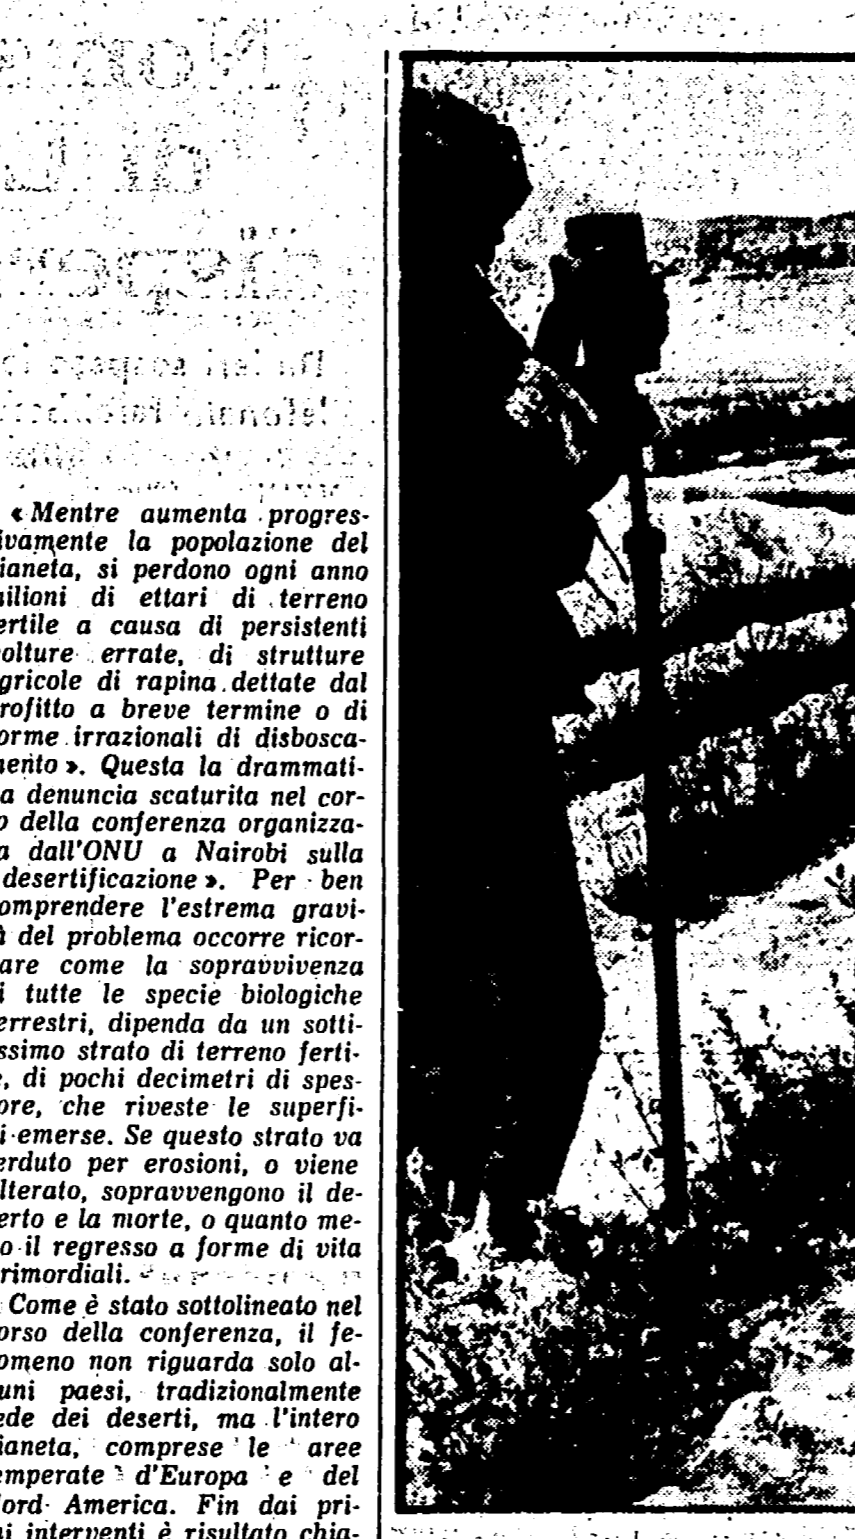 « Mentre aumenta progres-
ivamente la popolazione del
ianeta, si perdono ogni anno
ilioni di ettari di terreno
ertile a causa di persistenti
olture errate, di strutture
gricole di rapina dettate dal
rofitto a breve termine o di
orme irrazionali di disbosca-
ento ». Questa la drammati-
a denuncia scaturita nel cor-
o della conferenza organizza-
a dall'ONU a Nairobi sulla
desertificazione ». Per ben
omprendere l'estrema gravi-
à del problema occorre ricor-
are come la sopravvivenza
i tutte le specie biologiche
errestri, dipenda da un sotti-
ssimo strato di terreno ferti-
e, di pochi decimetri di spes-
ore, che riveste le superfi-
i emerse. Se questo strato va
erduto per erosioni, o viene
lterato, sopravvengono il de-
erto e la morte, o quanto me-
o il regresso a forme di vita
rimordiali.
Come è stato sottolineato nel
orso della conferenza, il fe-
omeno non riguarda solo al-
uni paesi, tradizionalmente
ede dei deserti, ma l'intero
ianeta, comprese le aree
emperate d'Europa e del
ord America. Fin dai pri-
i interventi è risultato chia-